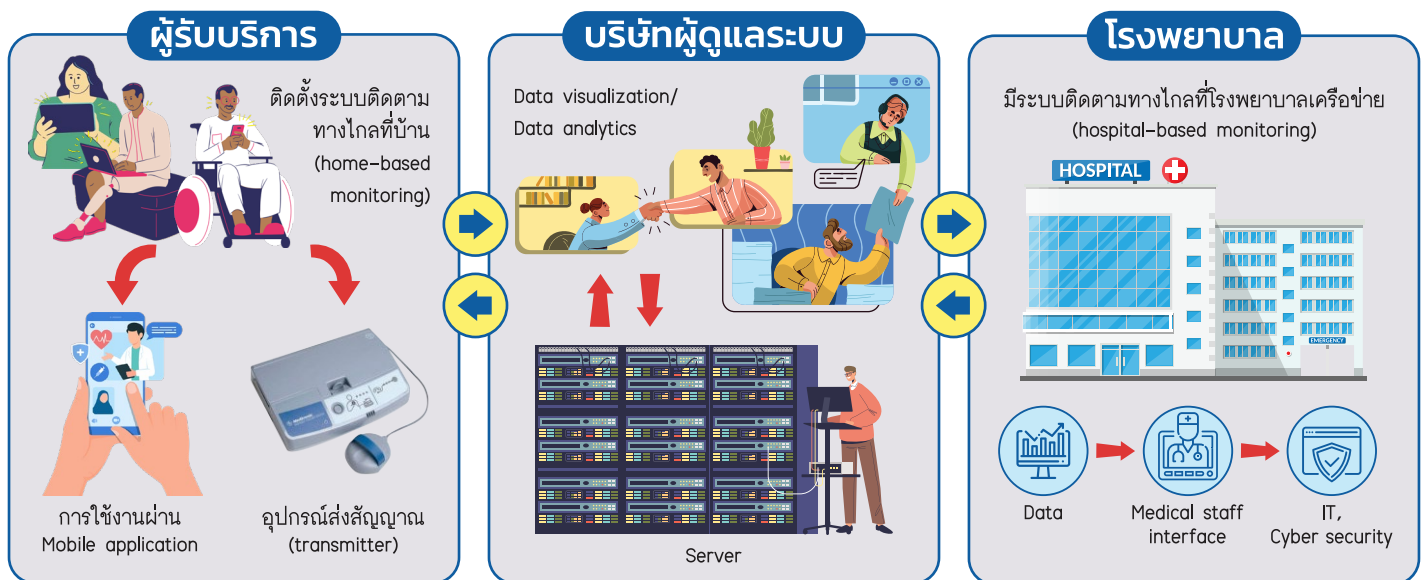 ผู้รับบริการ
ติดตั้งระบบติดตาม
ทางไกลที่บ้าน
(home-based
monitoring)
การใช้งานผ่าน
Mobile application
อุปกรณ์ส่งสัญญาณ
(transmitter)
บริษัทผู้ดูแลระบบ
Data visualization/
Data analytics
Server
โรงพยาบาล
มีระบบติดตามทางไกลที่โรงพยาบาลเครือข่าย
(hospital-based monitoring)
HOSPITAL
EMERGENCY
Data
Medical staff
interface
IT,
Cyber security